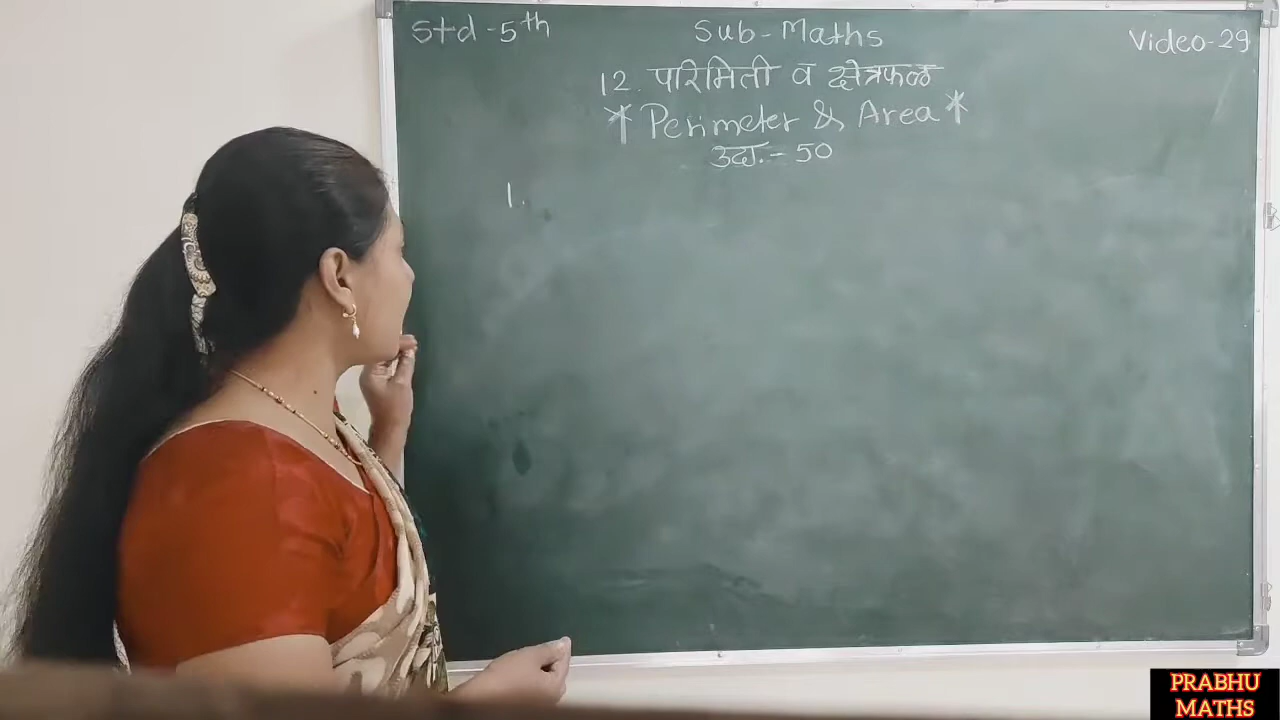 Std-5th Sub-Maths Video-29
12. परिमिती व क्षेत्रफळ
* Perimeter & Area *
उदा.- 50
1.
PRABHU
MATHS